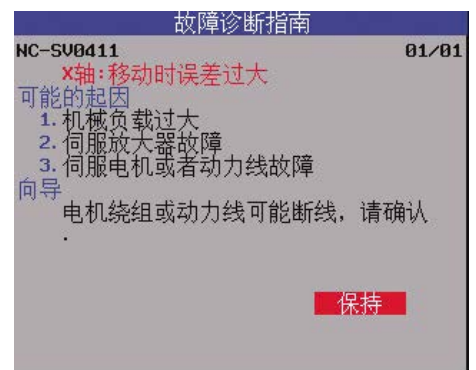 故障诊断指南
NC-SV0411 01/01
X轴:移动时误差过大
可能的起因
1. 机械负载过大
2. 伺服放大器故障
3. 伺服电机或者动力线故障
向导
电机绕组或动力线可能断线，请确认
.
保持